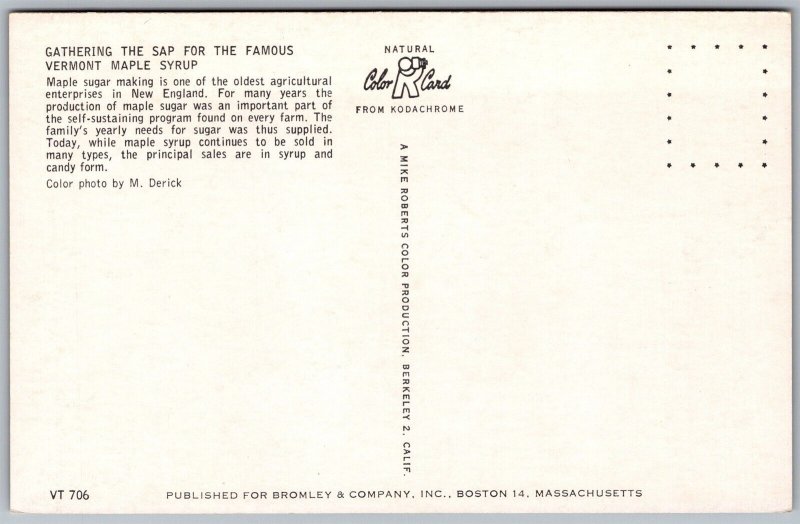 GATHERING THE SAP FOR THE FAMOUS
VERMONT MAPLE SYRUP
Maple sugar making is one of the oldest agricultural
enterprises in New England. For many years the
production of maple sugar was an important part of
the self-sustaining program found on every farm. The
family's yearly needs for sugar was thus supplied.
Today, while maple syrup continues to be sold in
many types, the principal sales are in syrup and
candy form.
Color photo by M. Derick
NATURAL
Color Card
FROM KODACHROME
A MIKE ROBERTS COLOR PRODUCTION, BERKELEY 2, CALIF.
VT 706
PUBLISHED FOR BROMLEY & COMPANY, INC., BOSTON 14, MASSACHUSETTS